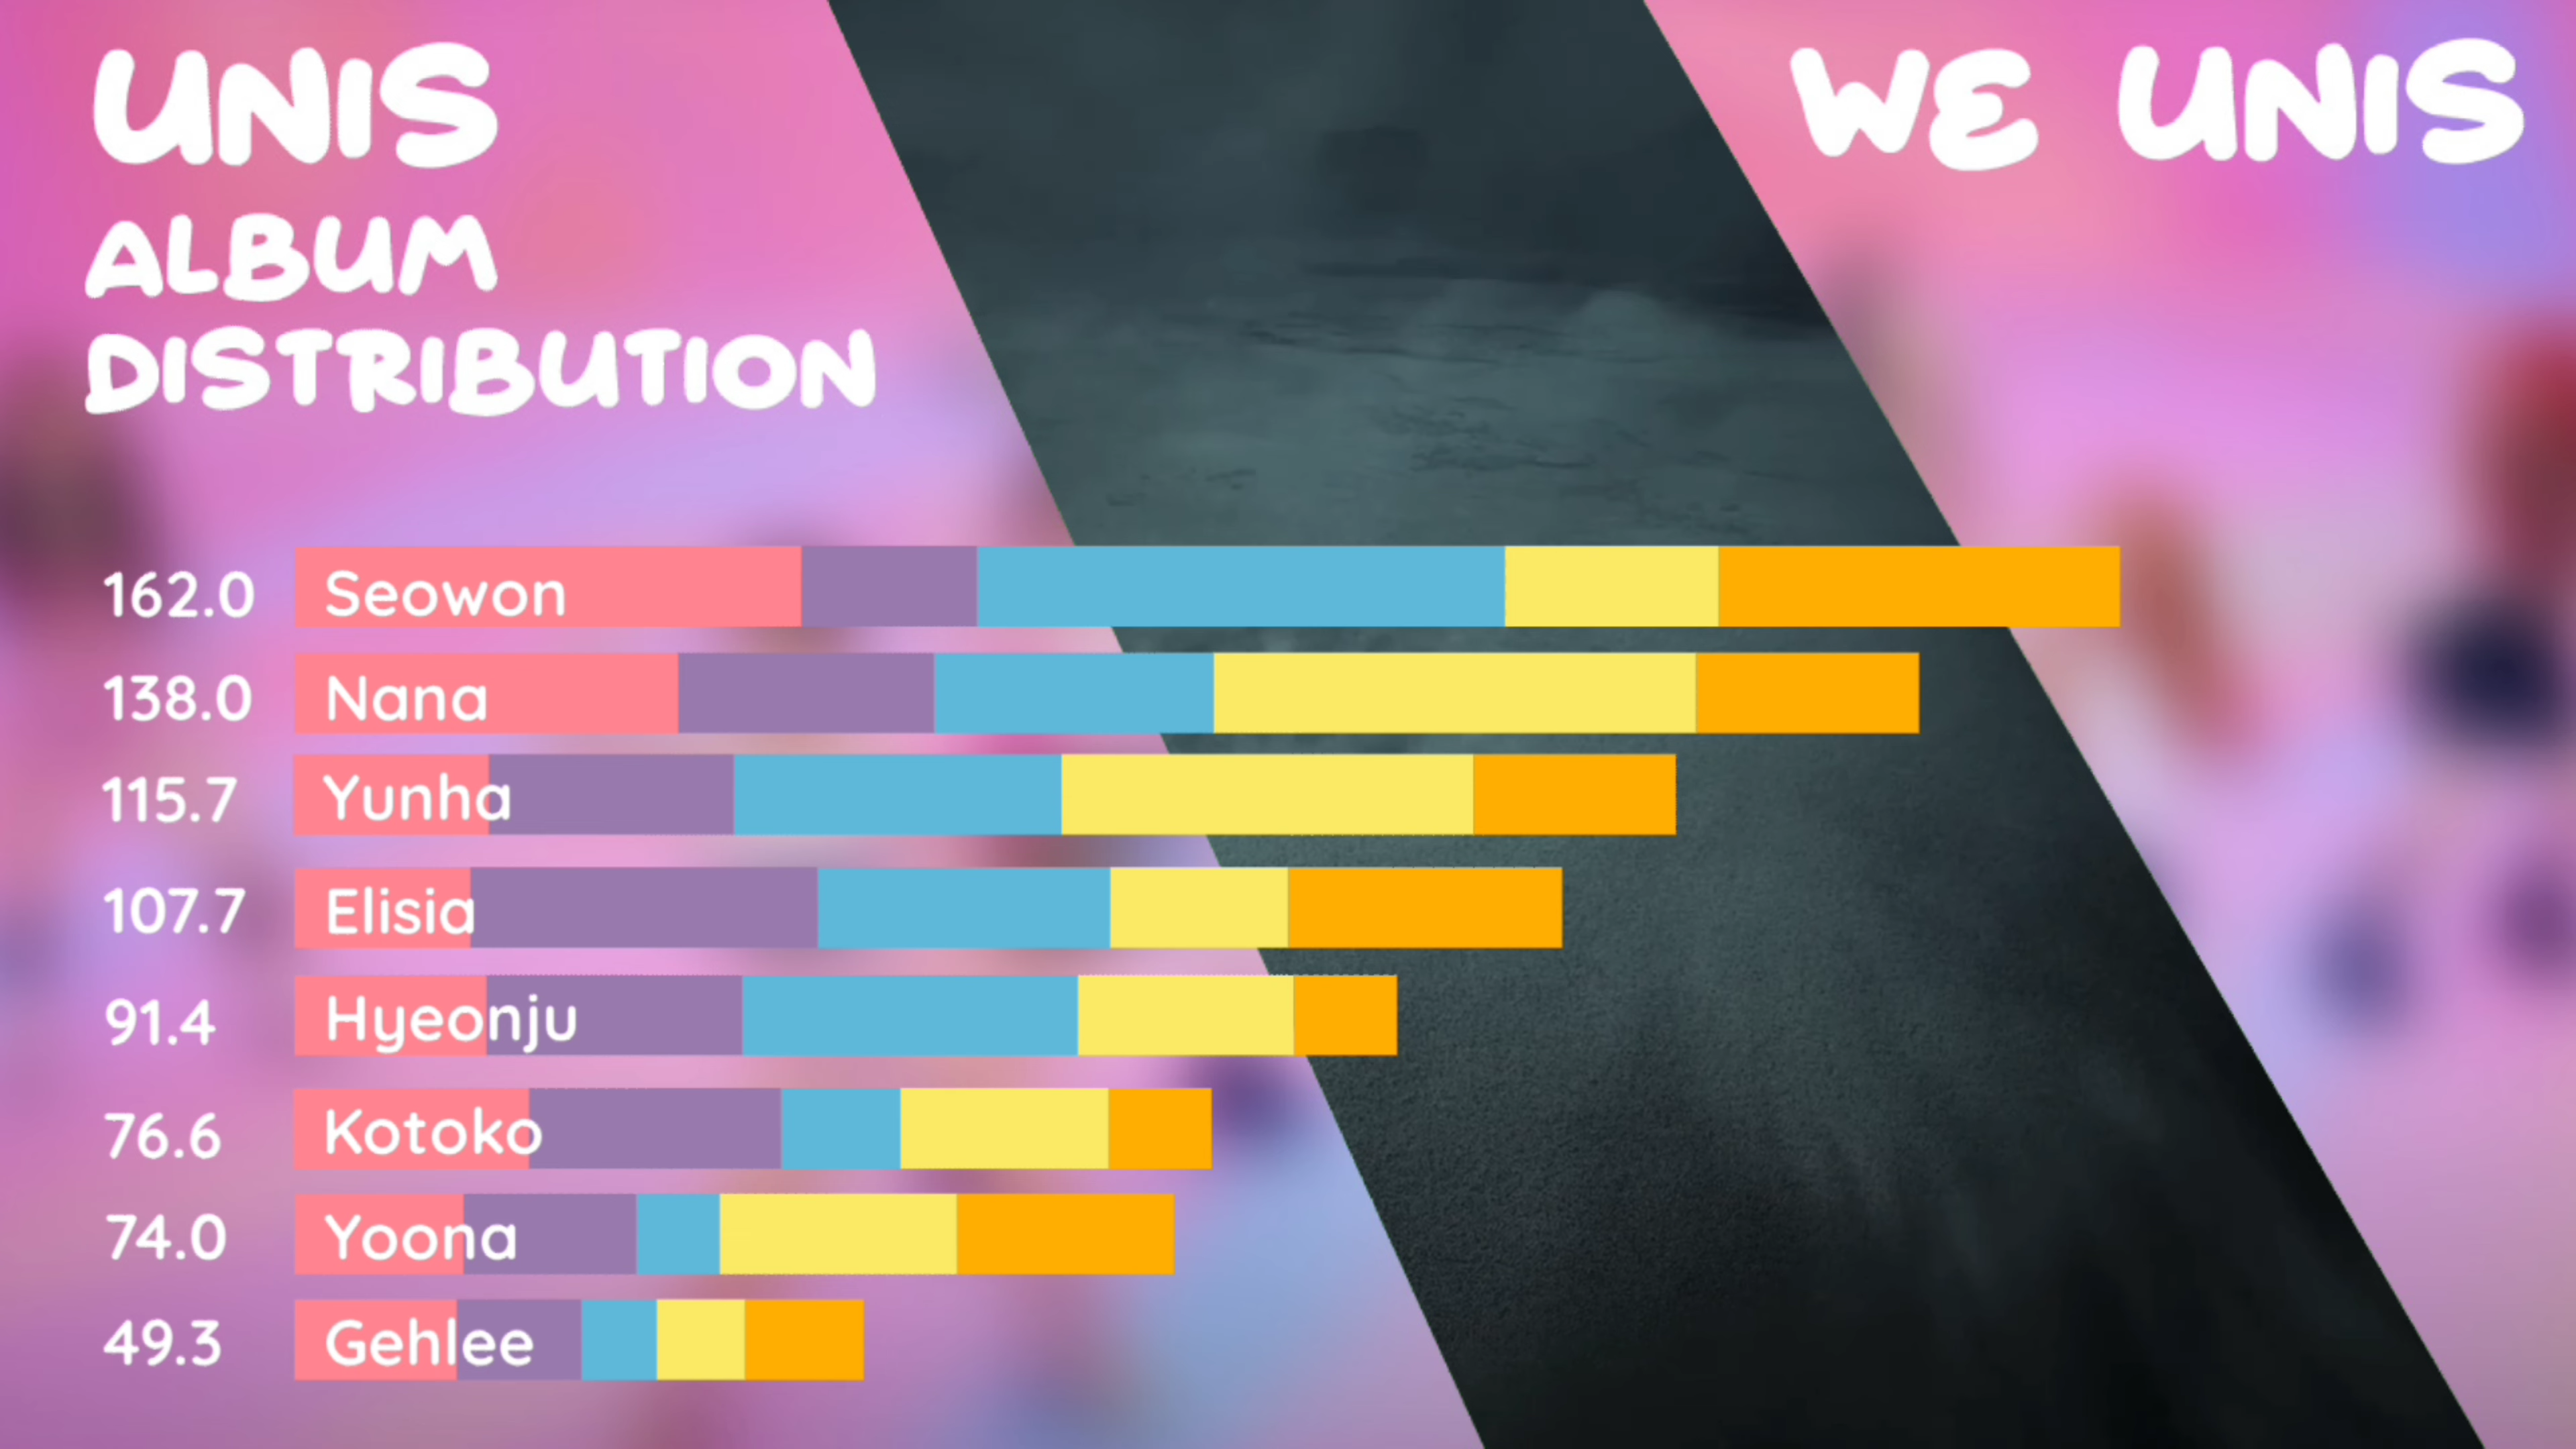 UNIS
WE UNIS
ALBUM
DISTRIBUTION
162.0 Seowon
138.0 Nana
115.7 Yunha
107.7 Elisia
91.4 Hyeonju
76.6 Kotoko
74.0 Yoona
49.3 Gehlee